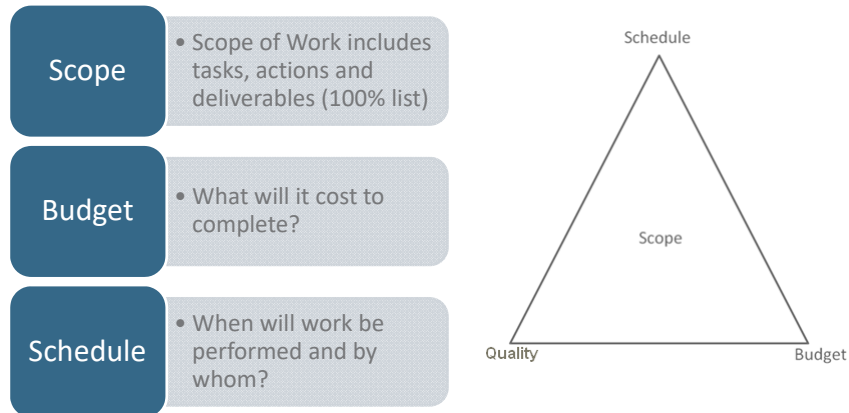 Scope
• Scope of Work includes
tasks, actions and
deliverables (100% list)
Budget
• What will it cost to
complete?
Schedule
• When will work be
performed and by
whom?
Schedule
Scope
Quality
Budget